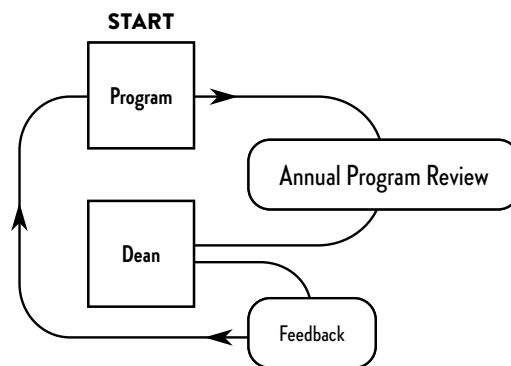 START
Program
Annual Program Review
Dean
Feedback